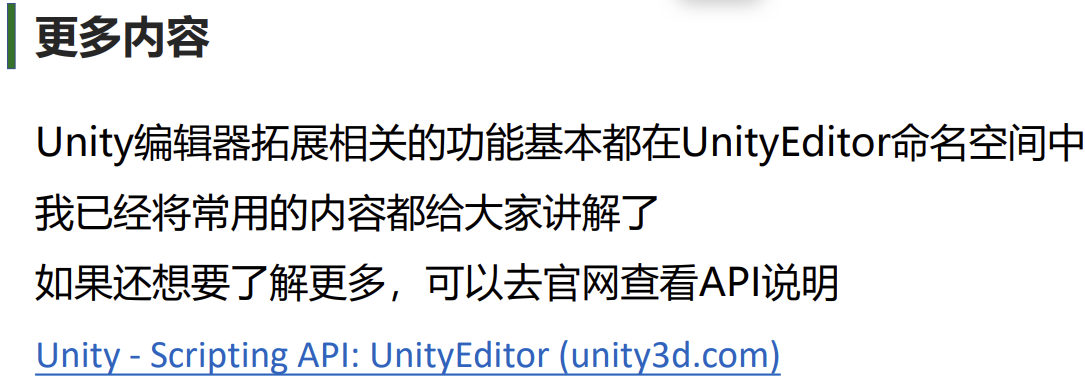 更多内容
Unity编辑器拓展相关的功能基本都在UnityEditor命名空间中
我已经将常用的内容都给大家讲解了
如果还想要了解更多，可以去官网查看API说明
Unity - Scripting API: UnityEditor (unity3d.com)